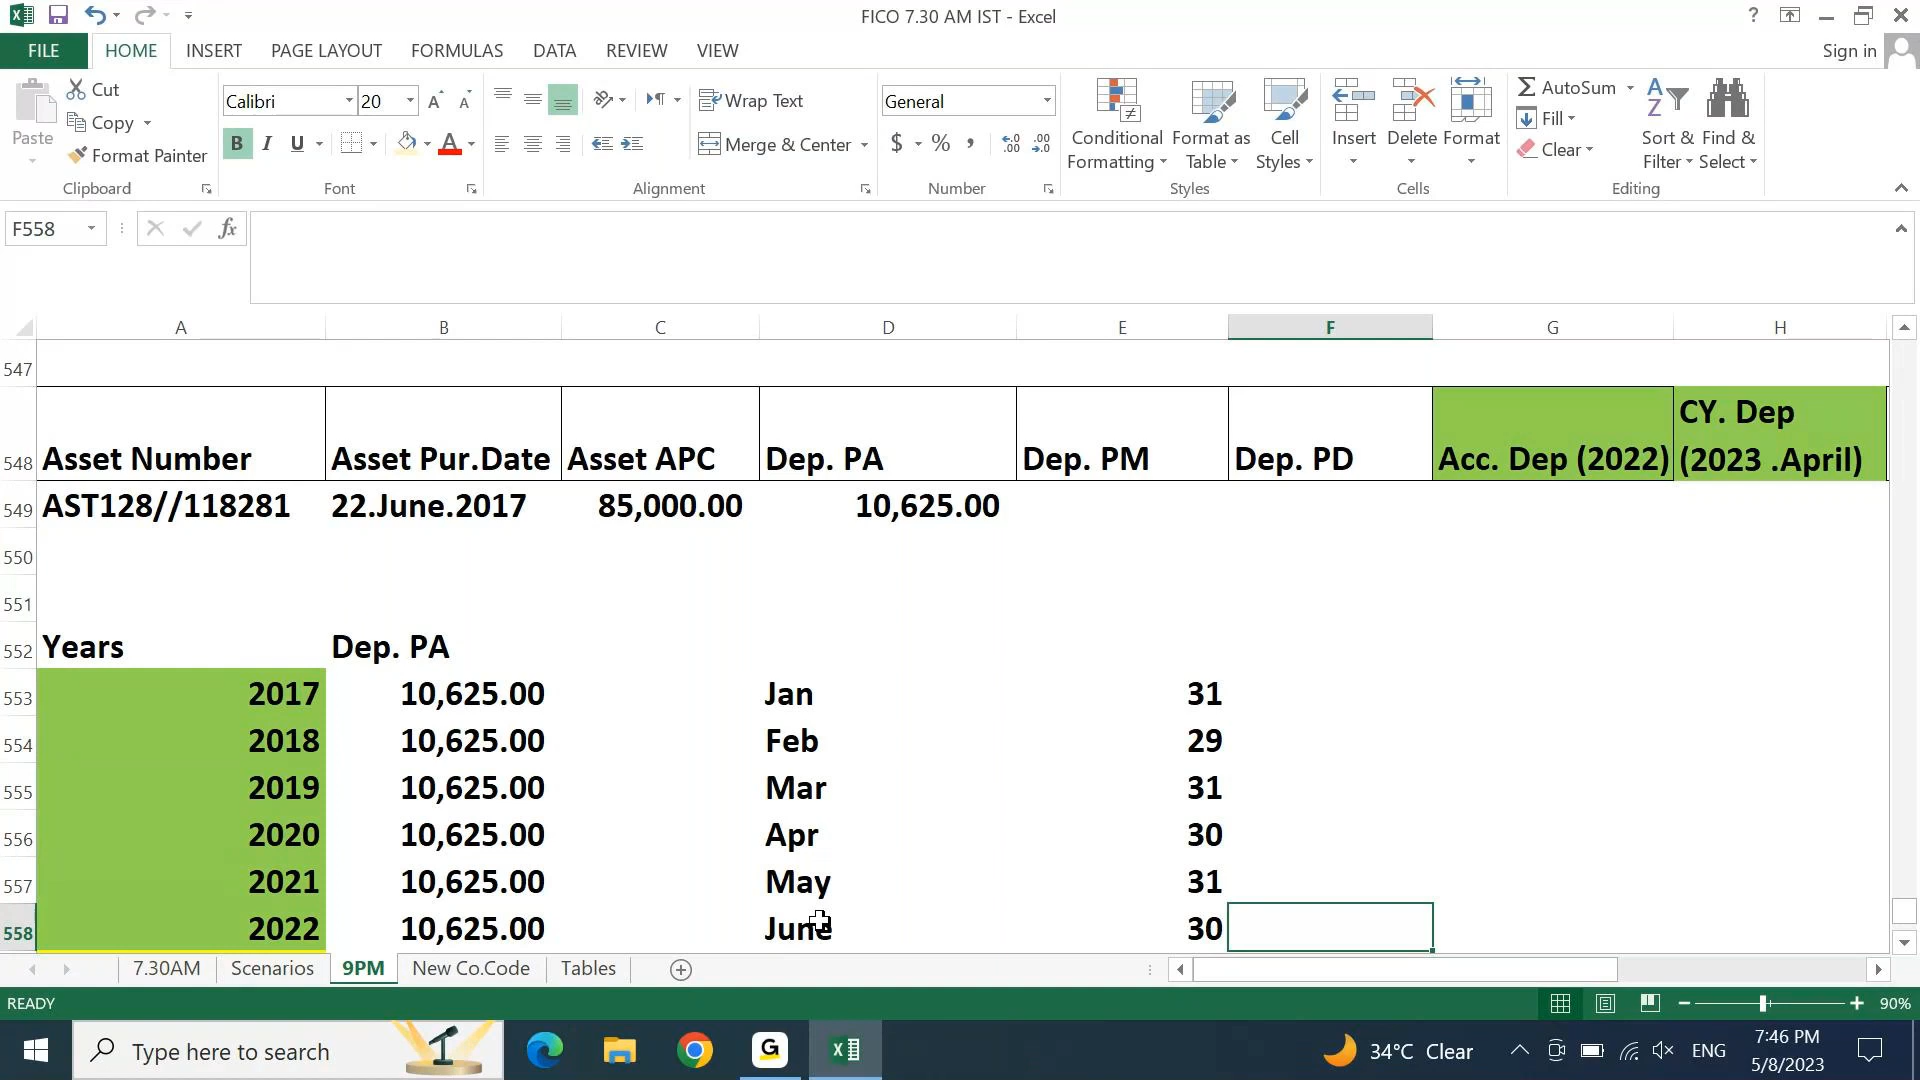 FICO 7.30 AM IST - Excel
FILE HOME INSERT PAGE LAYOUT FORMULAS DATA REVIEW VIEW Sign in
Paste Cut Copy Format Painter
Clipboard
Calibri 20
B I U
Font
Wrap Text
Merge & Center
Alignment
General
$ % ,
Number
Conditional Formatting
Format as Table
Cell Styles
Styles
Insert Delete Format
Cells
AutoSum
Fill
Clear
Sort & Filter
Find & Select
Editing
F558 fx
A B C D E F G H
547
548 Asset Number Asset Pur.Date Asset APC Dep. PA Dep. PM Dep. PD Acc. Dep (2022) CY. Dep (2023 .April)
549 AST128//118281 22.June.2017 85,000.00 10,625.00
550
551
552 Years Dep. PA
553 2017 10,625.00 Jan 31
554 2018 10,625.00 Feb 29
555 2019 10,625.00 Mar 31
556 2020 10,625.00 Apr 30
557 2021 10,625.00 May 31
558 2022 10,625.00 June 30
7.30AM Scenarios 9PM New Co.Code Tables
READY 90%
Type here to search
34°C Clear ENG 7:46 PM
5/8/2023